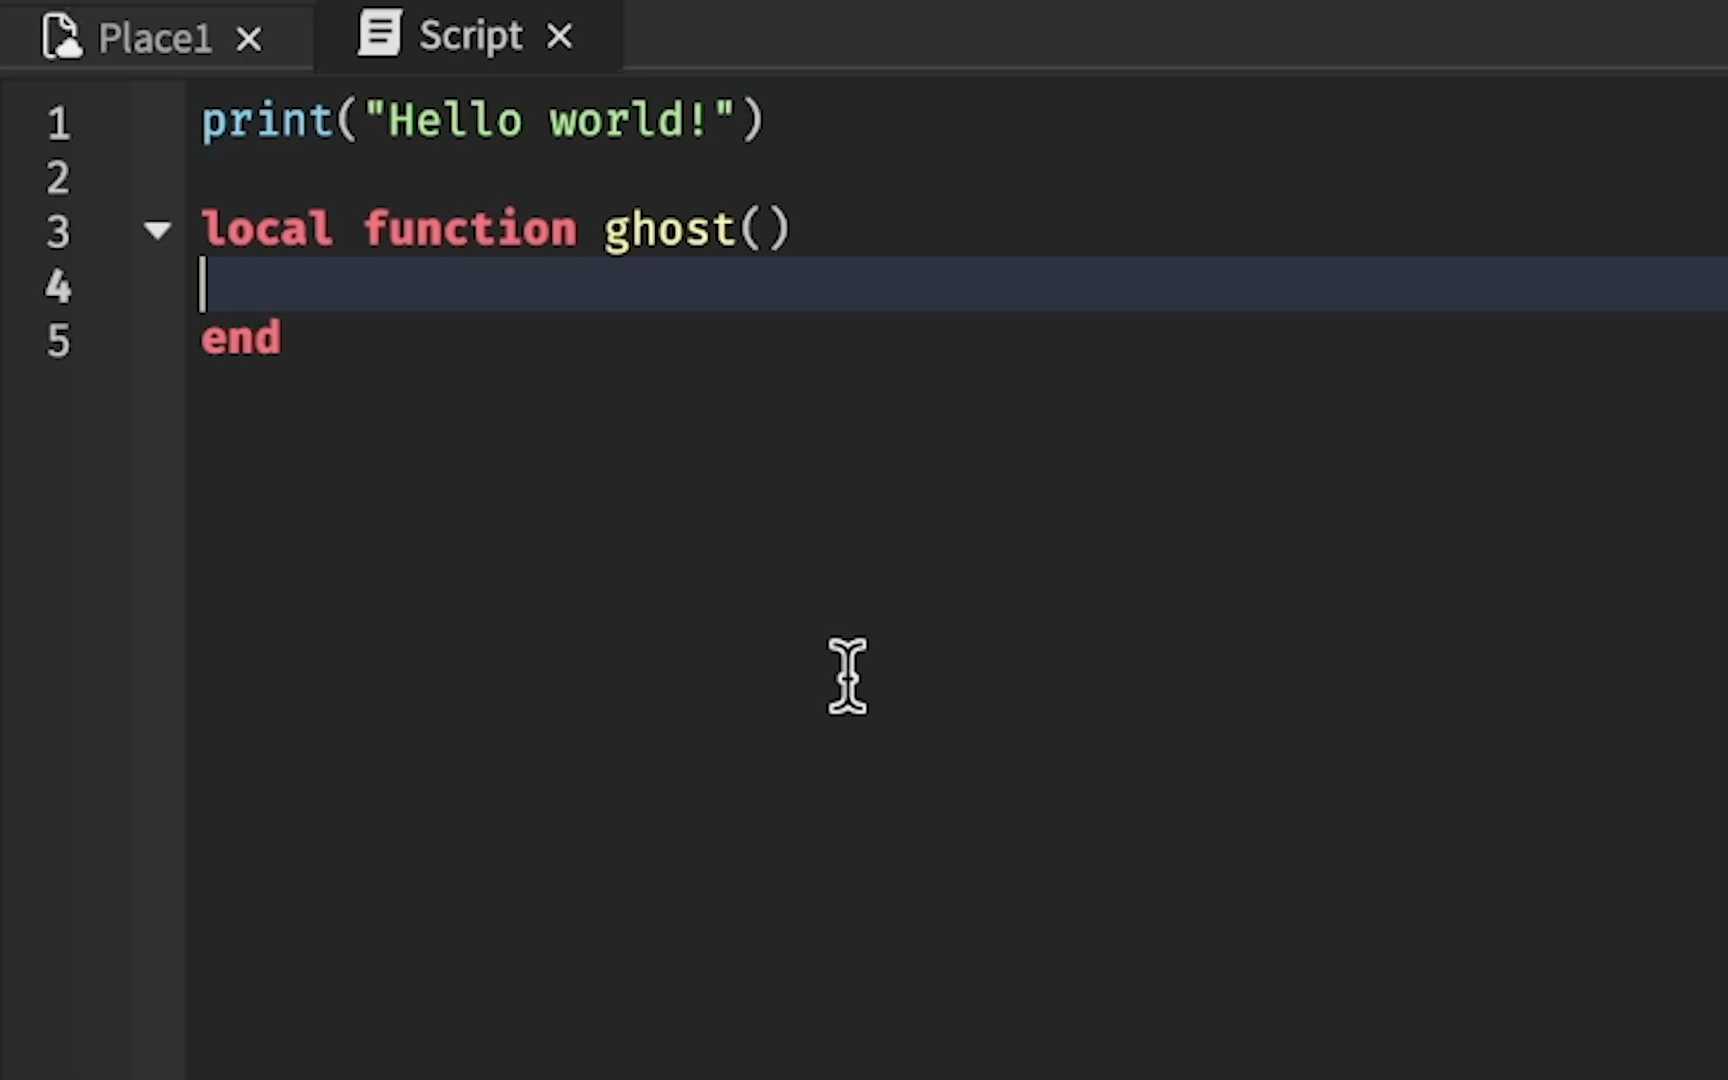 Place1 Script
1 print("Hello world!")
2
3 local function ghost()
4
5 end